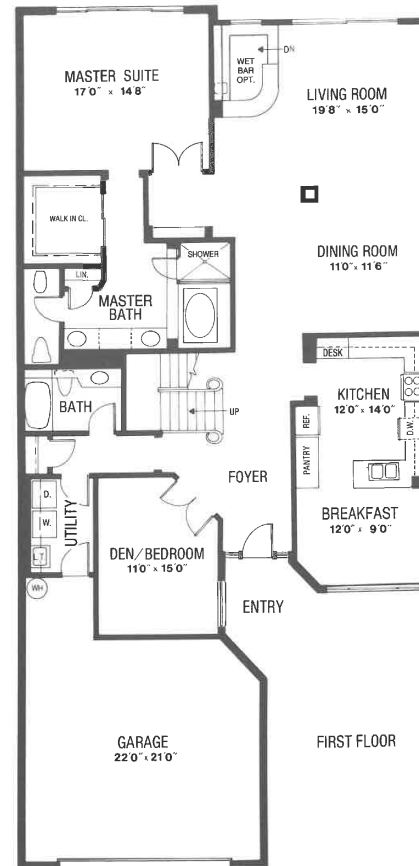 MASTER SUITE
17'0" x 14'8"
WET
BAR
OPT.
DN
LIVING ROOM
19'8" x 15'0"
WALK IN CL.
DINING ROOM
11'0" x 11'6"
SHOWER
LIN.
MASTER
BATH
DESK
KITCHEN
12'0" x 14'0"
BATH
UP
REF.
D.W.
PANTRY
FOYER
D.
W.
L.T.
UTILITY
BREAKFAST
12'0" x 9'0"
DEN/BEDROOM
11'0" x 15'0"
WH
ENTRY
GARAGE
22'0" x 21'0"
FIRST FLOOR